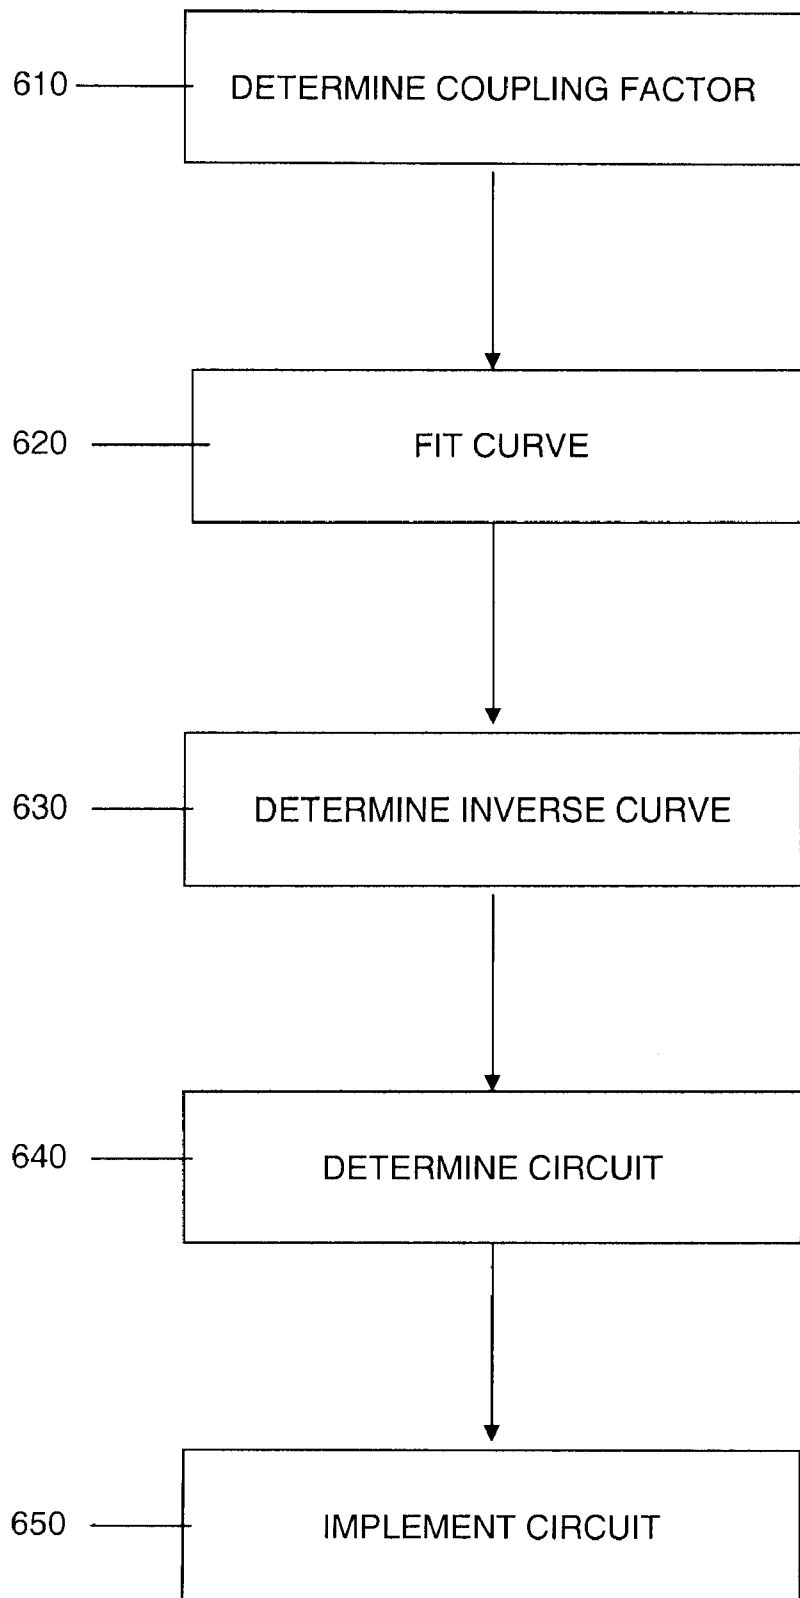 610 DETERMINE COUPLING FACTOR
620 FIT CURVE
630 DETERMINE INVERSE CURVE
640 DETERMINE CIRCUIT
650 IMPLEMENT CIRCUIT